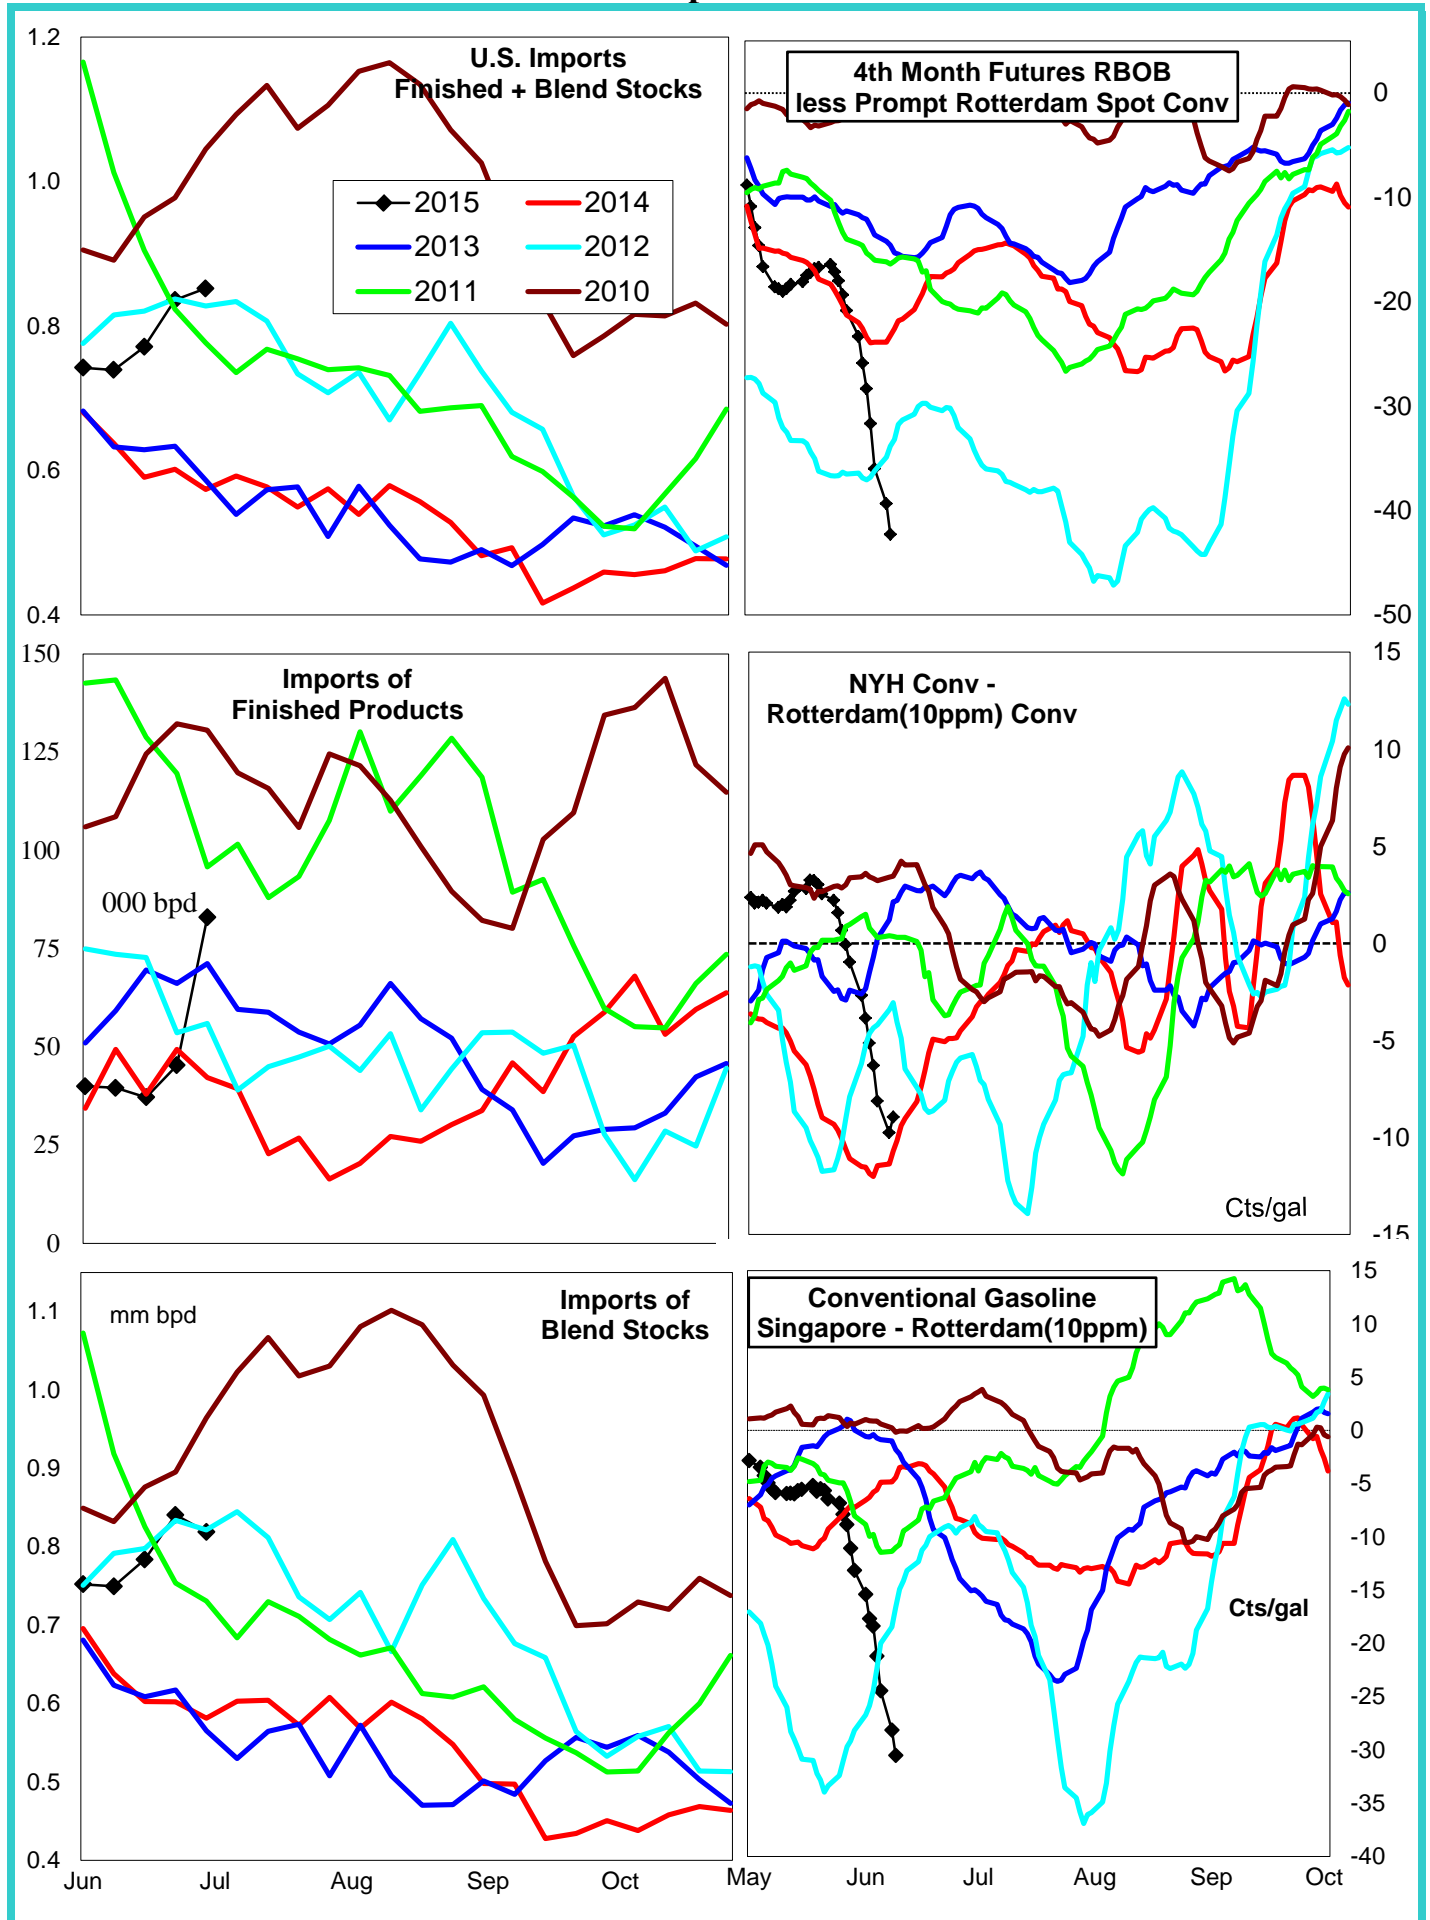 U.S. Imports
Finished + Blend Stocks
1.2
1.0
0.8
0.6
0.4
2015
2014
2013
2012
2011
2010
4th Month Futures RBOB
less Prompt Rotterdam Spot Conv
0
-10
-20
-30
-40
-50
Imports of
Finished Products
150
125
100
75
50
25
0
000 bpd
NYH Conv -
Rotterdam(10ppm) Conv
15
10
5
0
-5
-10
-15
Cts/gal
Imports of
Blend Stocks
mm bpd
1.1
1.0
0.9
0.8
0.7
0.6
0.5
0.4
Jun
Jul
Aug
Sep
Oct
Conventional Gasoline
Singapore - Rotterdam(10ppm)
15
10
5
0
-5
-10
-15
-20
-25
-30
-35
-40
Cts/gal
May
Jun
Jul
Aug
Sep
Oct